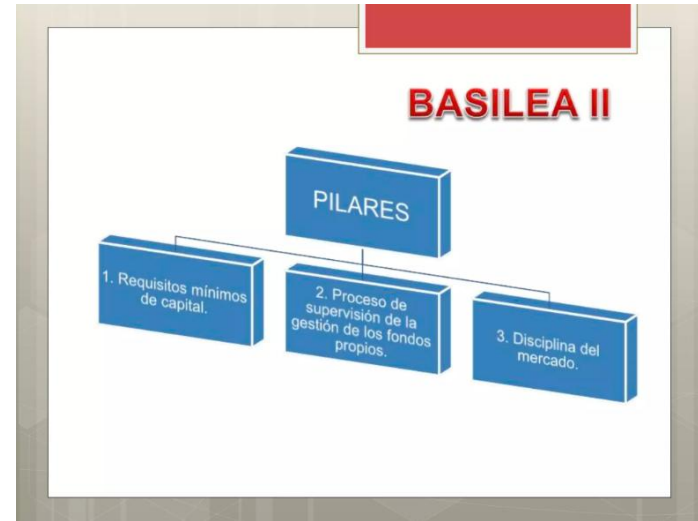 BASILEA II
PILARES
1. Requisitos mínimos
de capital.
2. Proceso de
supervisión de la
gestión de los fondos
propios.
3. Disciplina del
mercado.